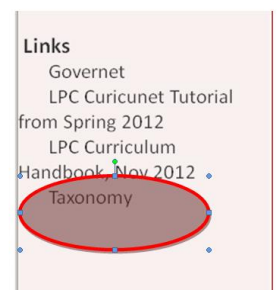 Links
Governet
LPC Curicunet Tutorial
from Spring 2012
LPC Curriculum
Handbook, Nov 2012
Taxonomy